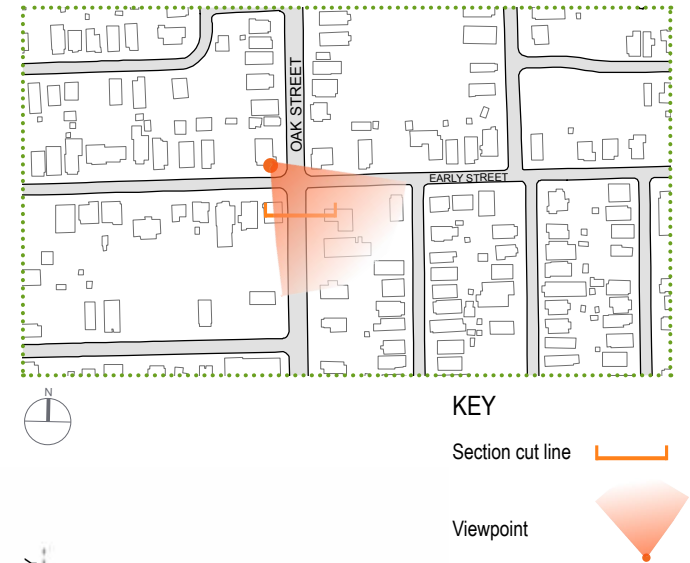 OAK STREET
EARLY STREET
N
KEY
Section cut line
Viewpoint